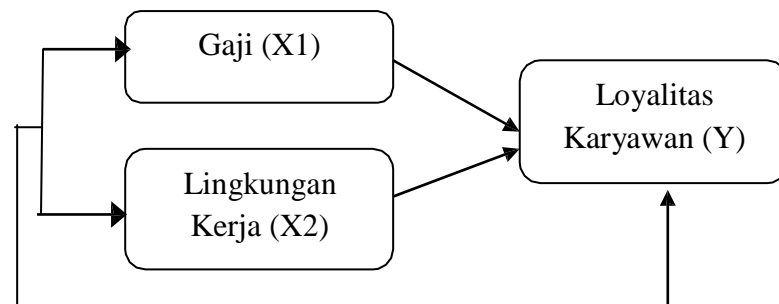 Gaji (X1)
Lingkungan
Kerja (X2)
Loyalitas
Karyawan (Y)